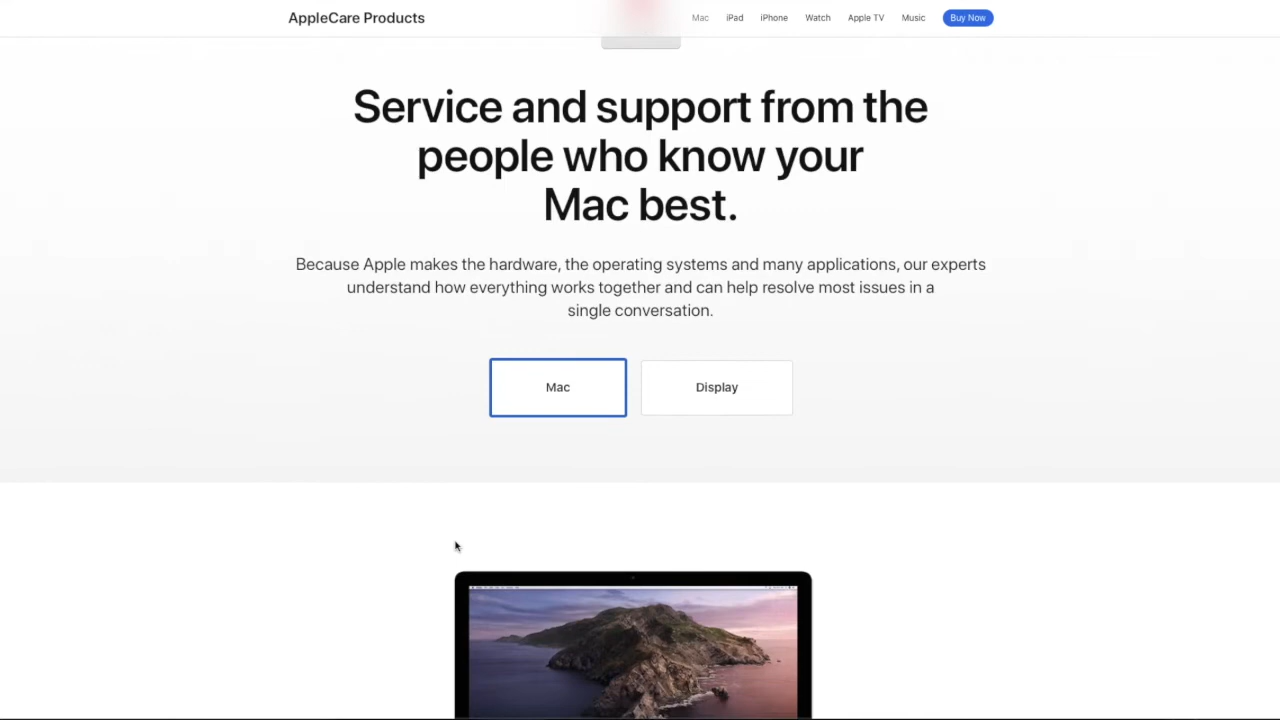 AppleCare Products
Mac iPad iPhone Watch Apple TV Music Buy Now
Service and support from the
people who know your
Mac best.
Because Apple makes the hardware, the operating systems and many applications, our experts
understand how everything works together and can help resolve most issues in a
single conversation.
Mac Display